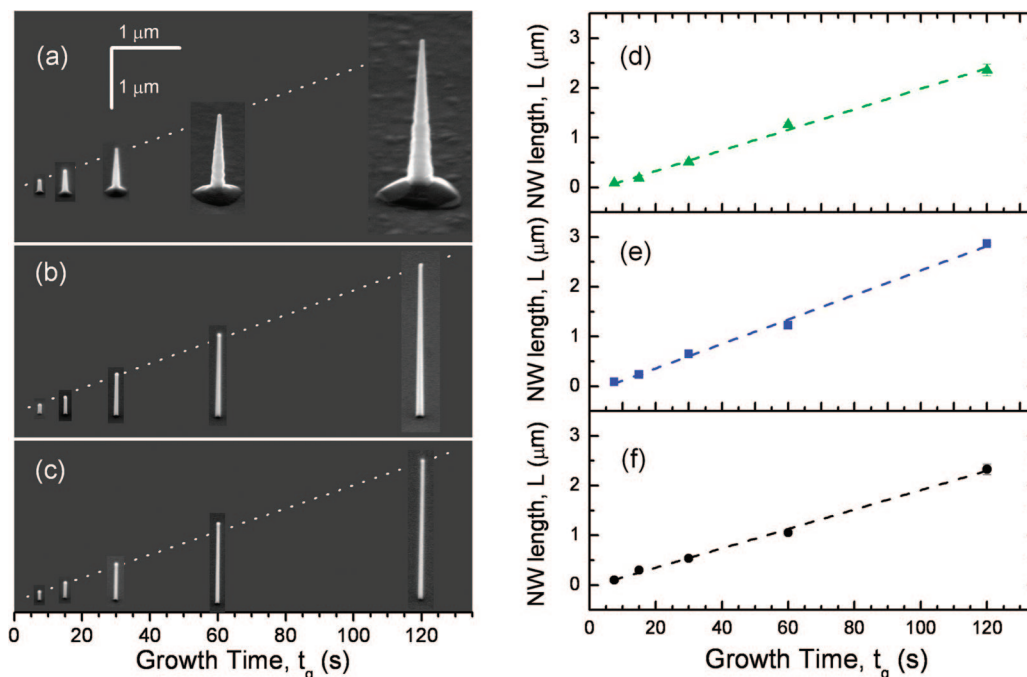 (a)
1 μm
1 μm
(b)
(c)
0 20 40 60 80 100 120
Growth Time, tg (s)
(d)
NW length, L (μm)
3
2
1
0
(e)
NW length, L (μm)
3
2
1
0
(f)
NW length, L (μm)
3
2
1
0
0 20 40 60 80 100 120
Growth Time, tg (s)